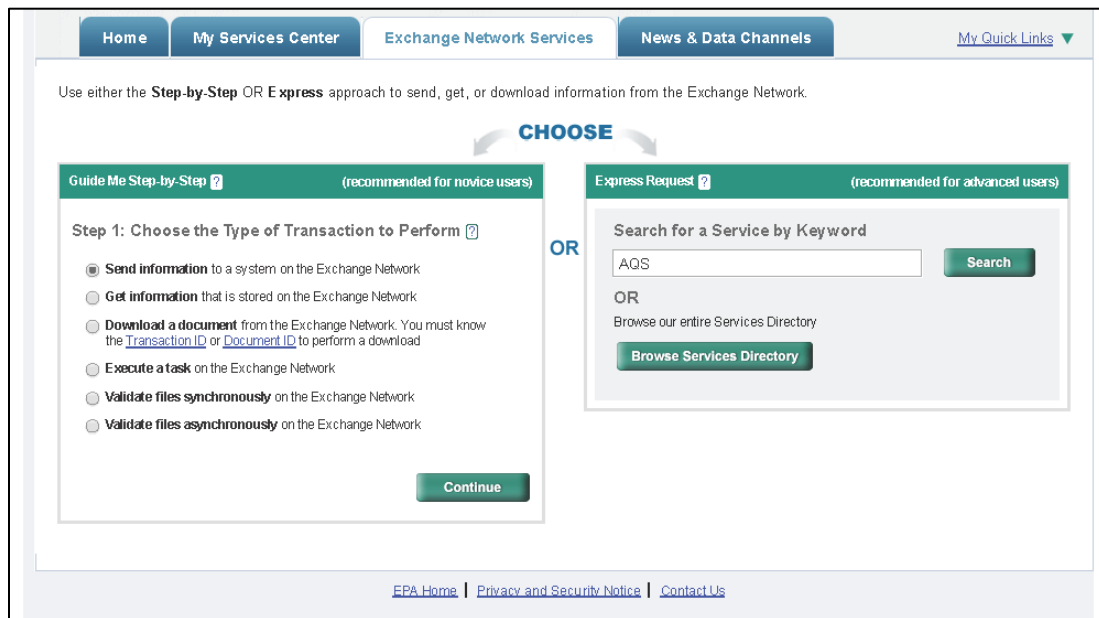 Home
My Services Center
Exchange Network Services
News & Data Channels
My Quick Links ▼
Use either the Step-by-Step OR Express approach to send, get, or download information from the Exchange Network.
CHOOSE
Guide Me Step-by-Step ? (recommended for novice users)
Step 1: Choose the Type of Transaction to Perform ?
Send information to a system on the Exchange Network
Get information that is stored on the Exchange Network
Download a document from the Exchange Network. You must know
the Transaction ID or Document ID to perform a download
Execute a task on the Exchange Network
Validate files synchronously on the Exchange Network
Validate files asynchronously on the Exchange Network
Continue
OR
Express Request ? (recommended for advanced users)
Search for a Service by Keyword
AQS
Search
OR
Browse our entire Services Directory
Browse Services Directory
EPA Home | Privacy and Security Notice | Contact Us